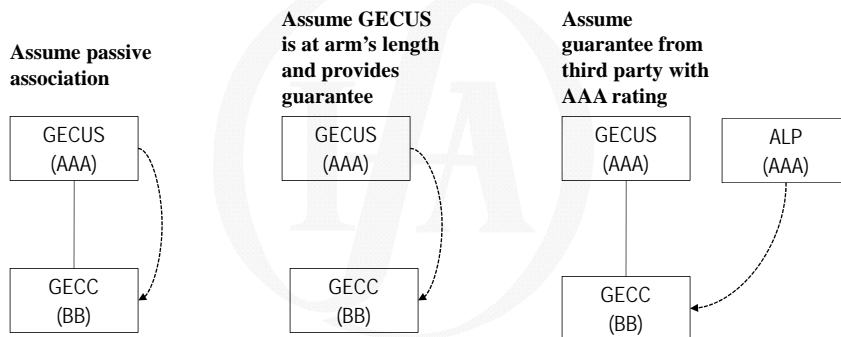 Assume passive
association
GECUS
(AAA)
GECC
(BB)
Assume GECUS
is at arm's length
and provides
guarantee
GECUS
(AAA)
GECC
(BB)
Assume
guarantee from
third party with
AAA rating
GECUS
(AAA)
ALP
(AAA)
GECC
(BB)
IFA